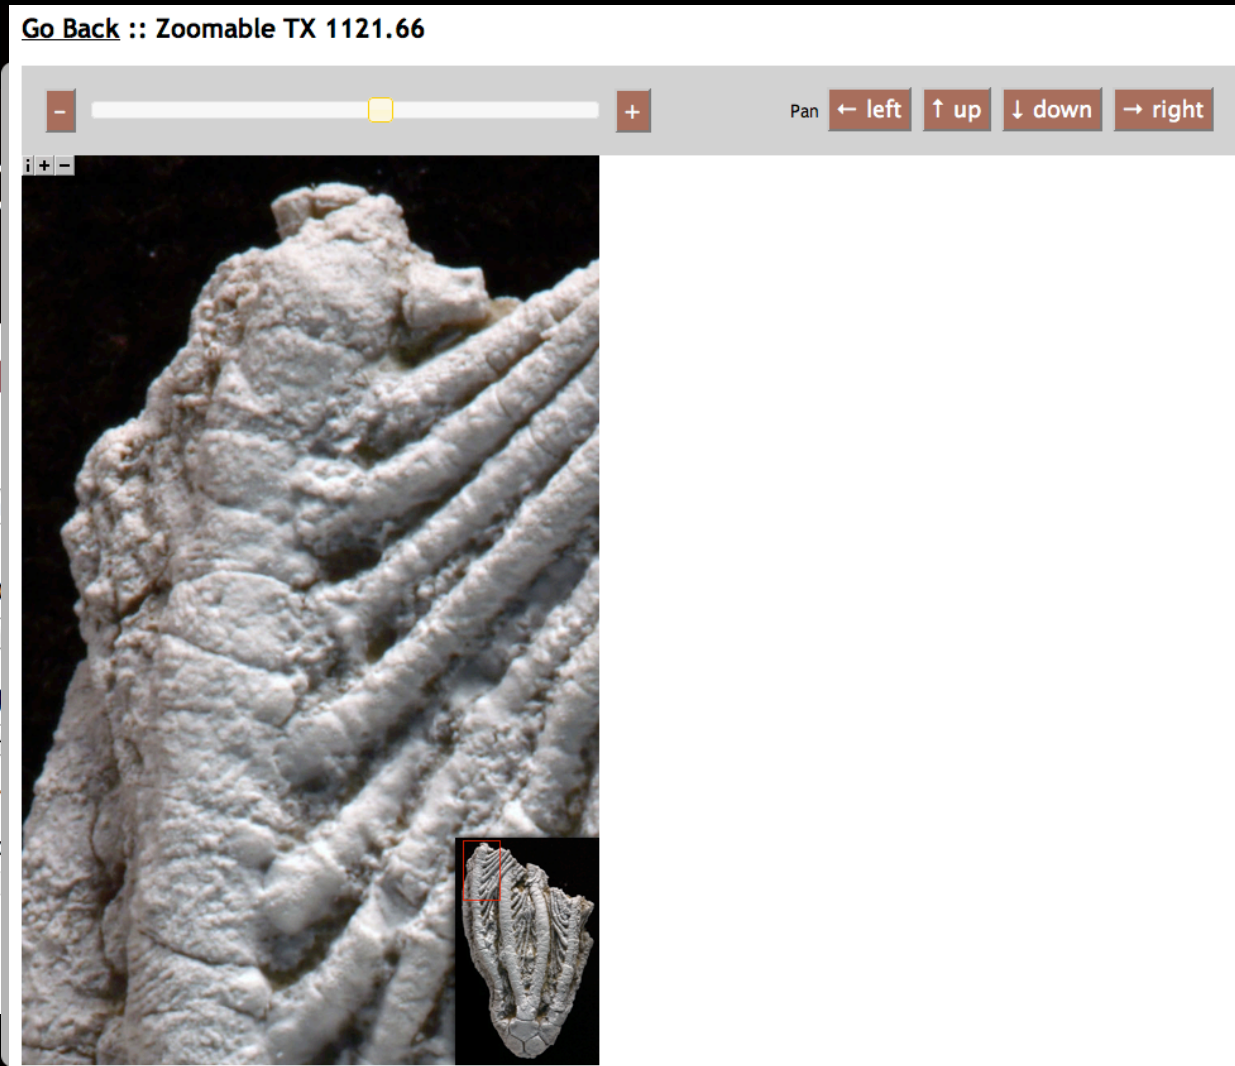 Go Back :: Zoomable TX 1121.66
- + Pan ← left ↑ up ↓ down → right
i + -